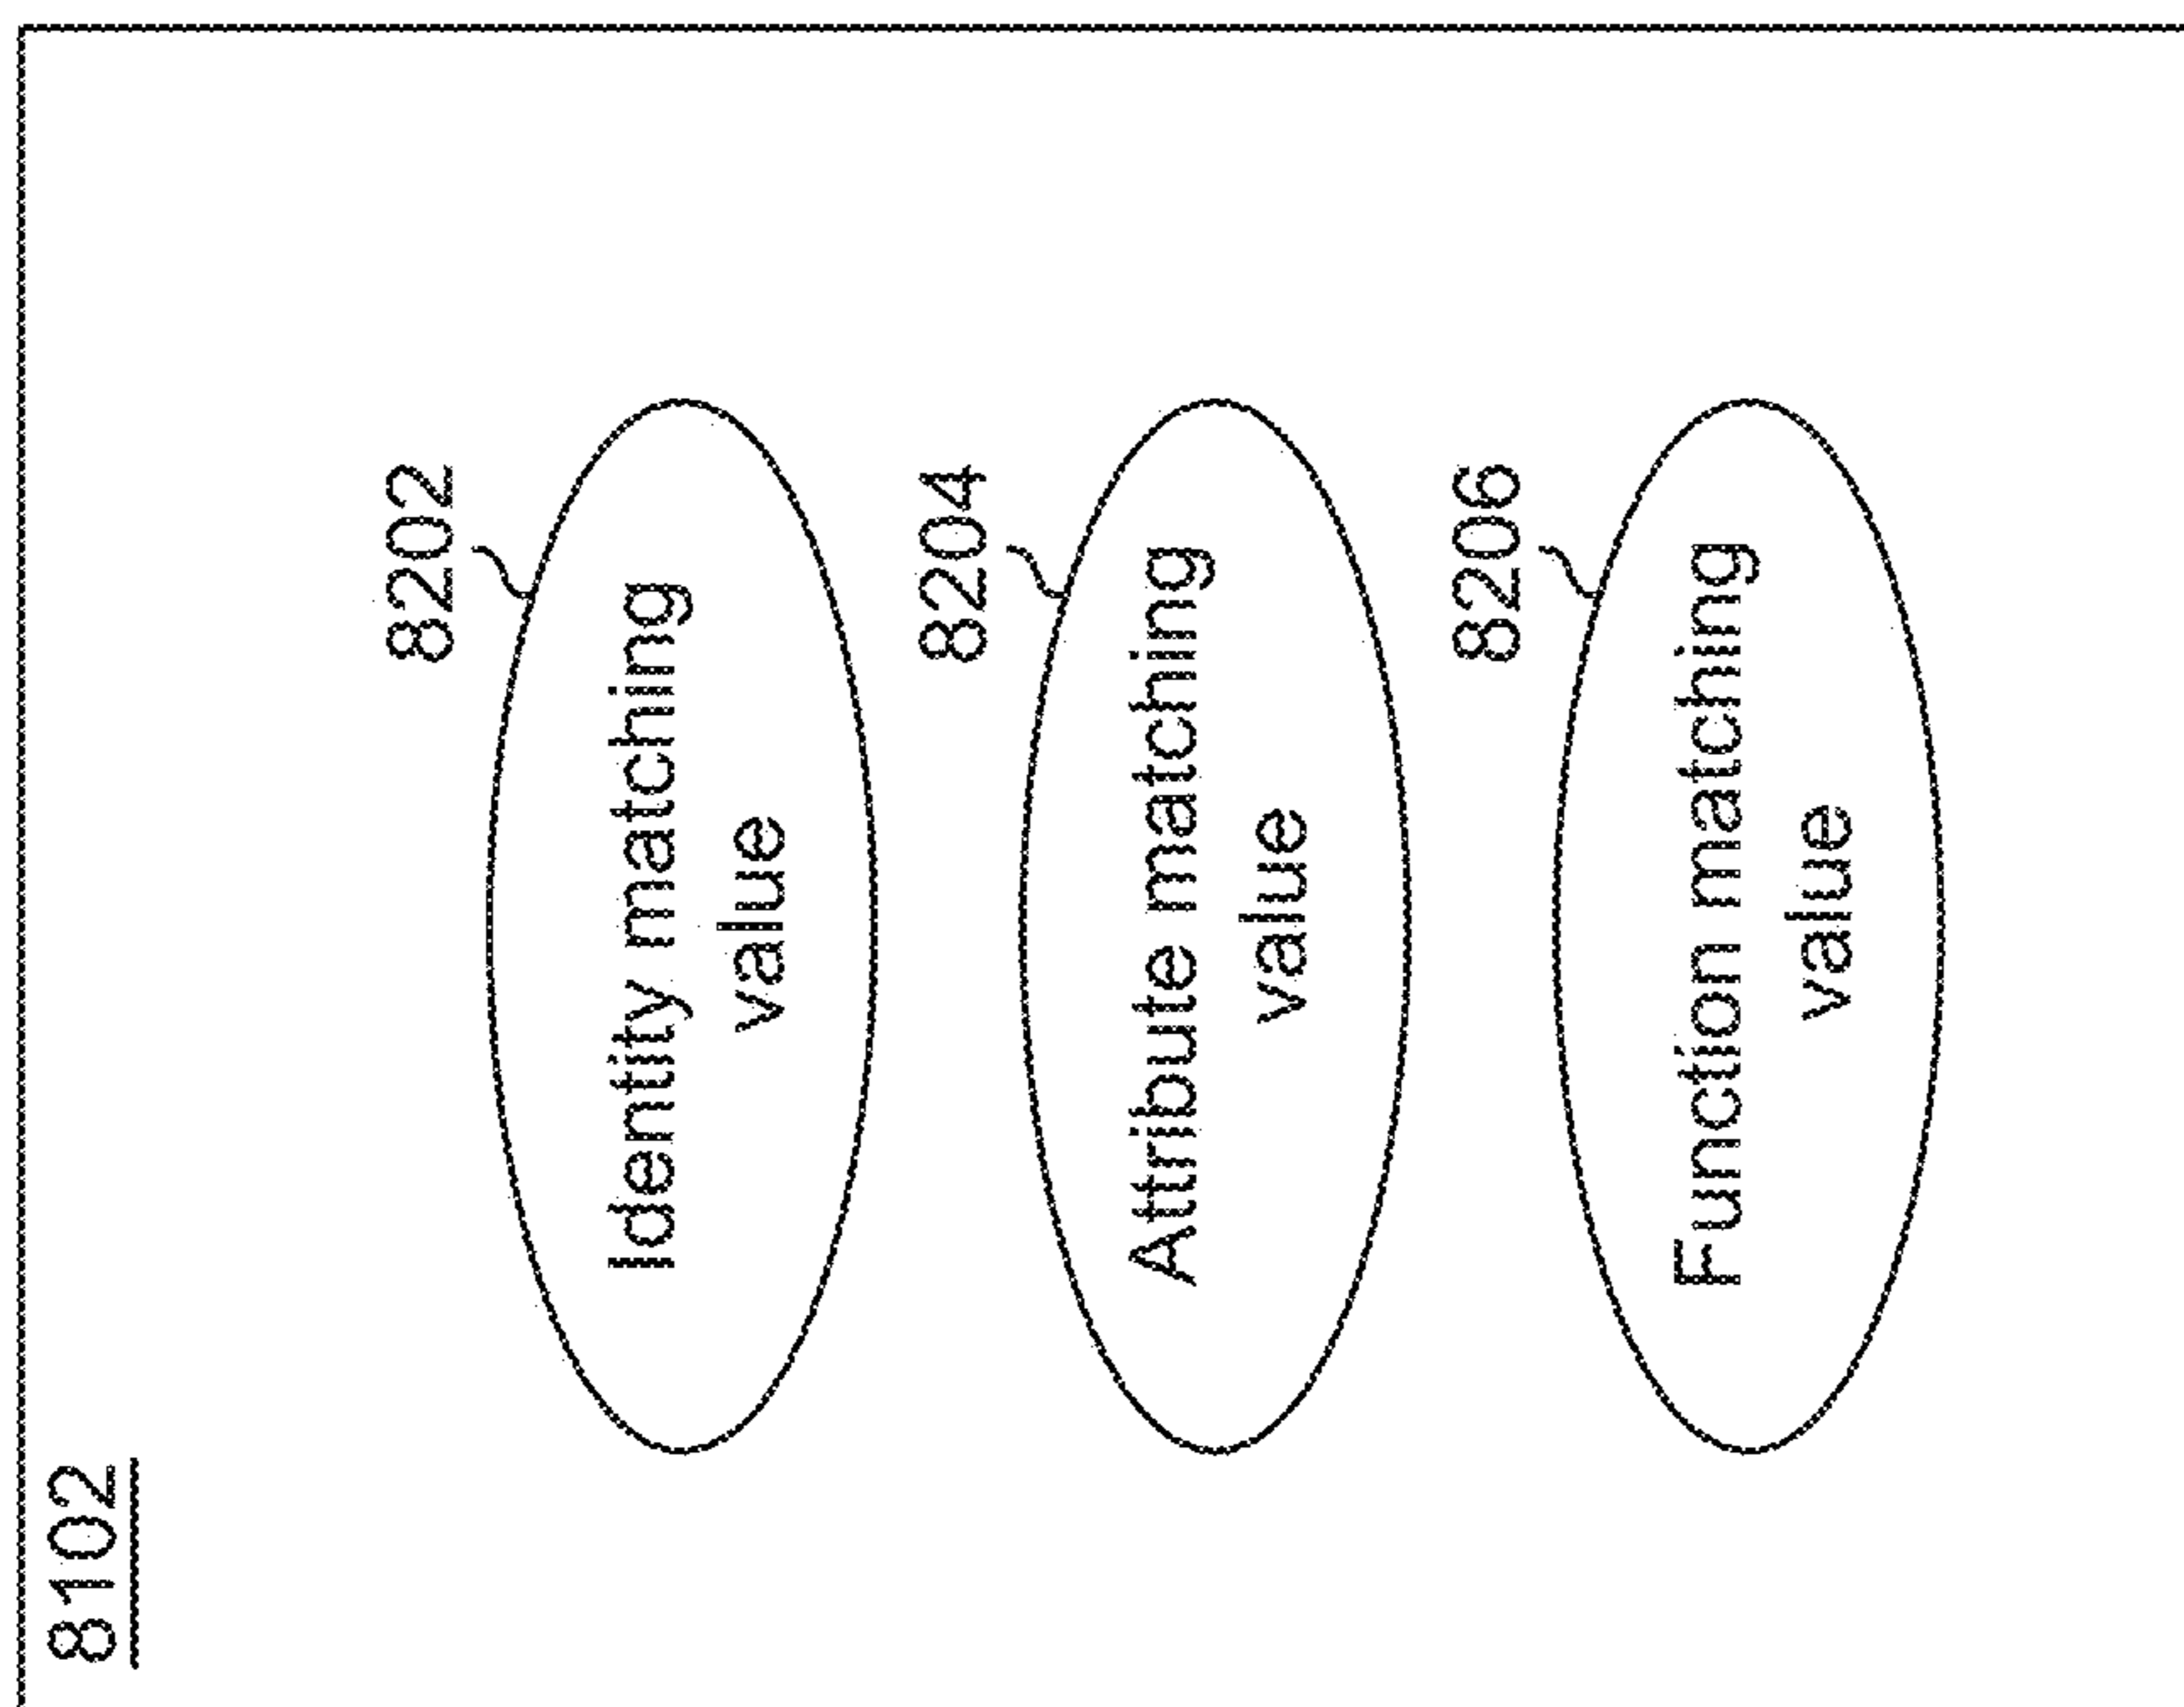 8102
8202
Identity matching
value
8204
Attribute matching
value
8206
Function matching
value